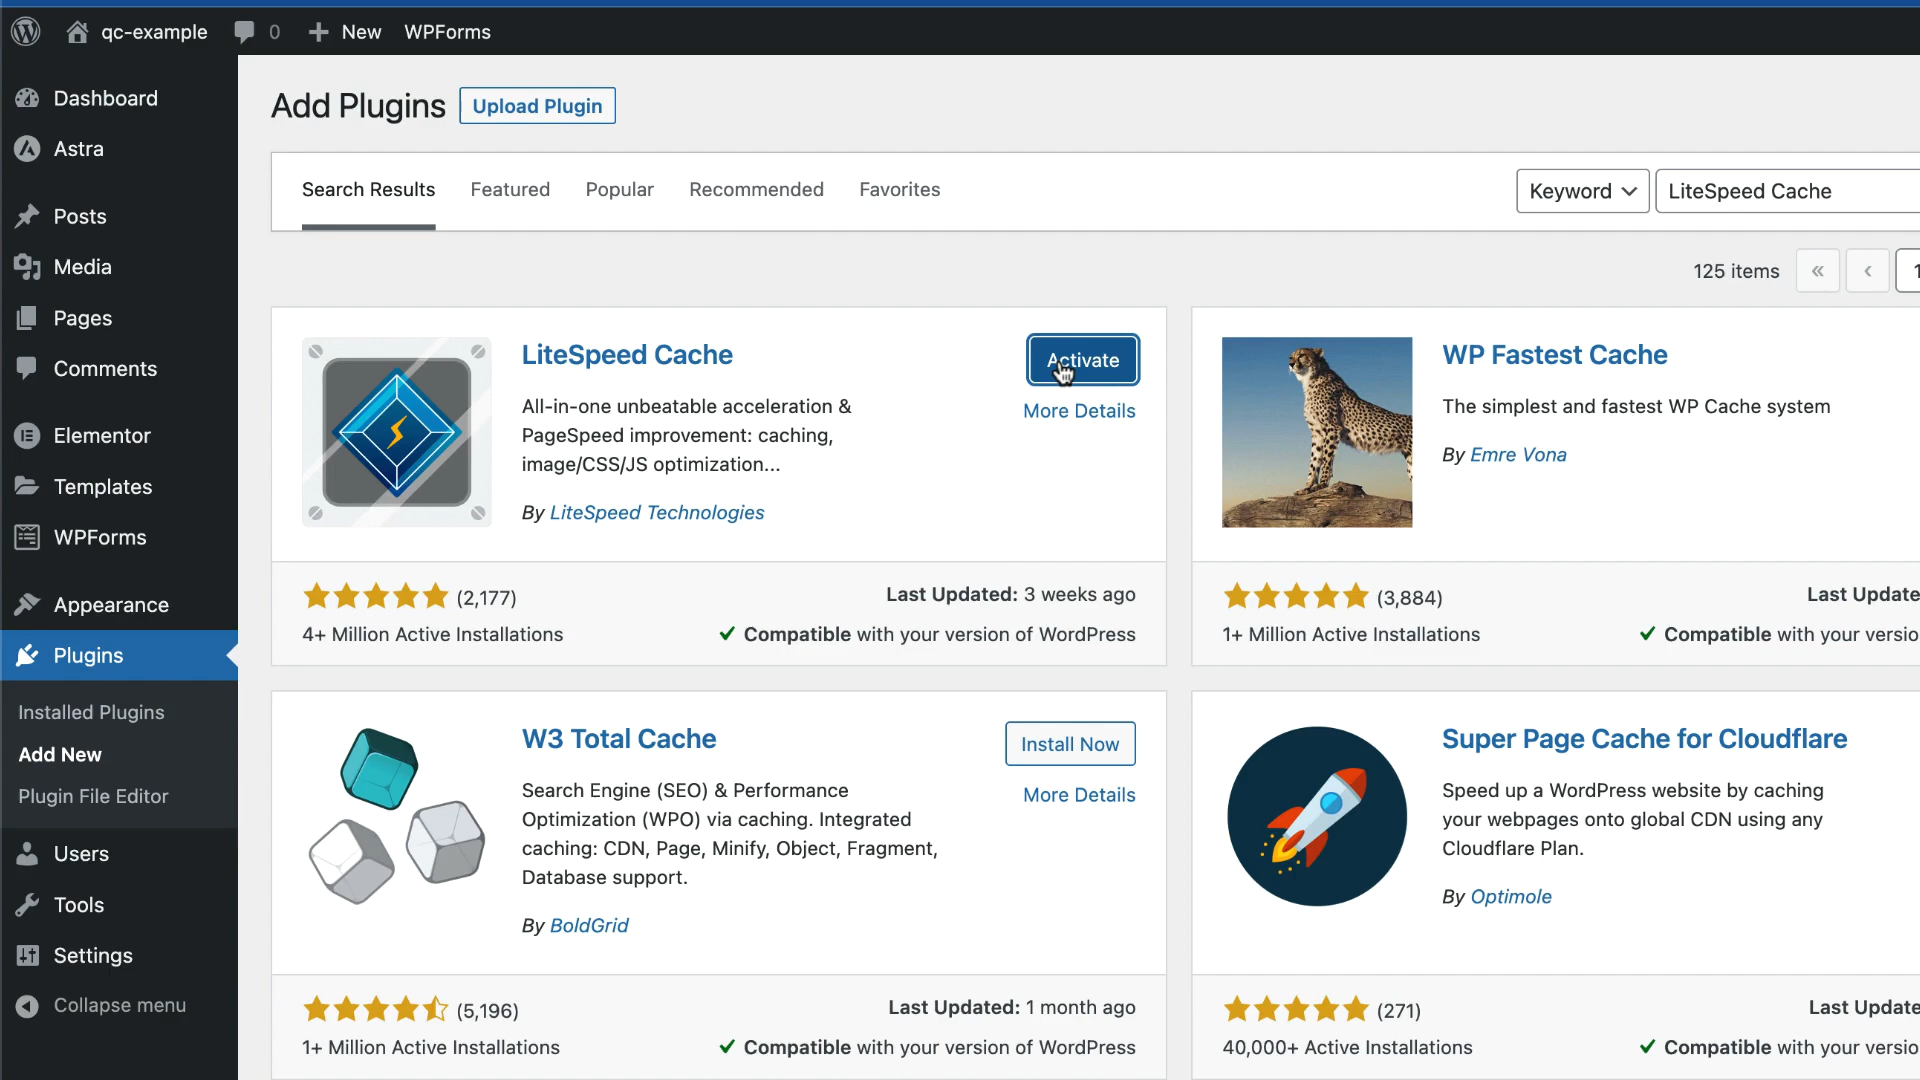 qc-example
0
New
WPForms
Dashboard
Astra
Posts
Media
Pages
Comments
Elementor
Templates
WPForms
Appearance
Plugins
Installed Plugins
Add New
Plugin File Editor
Users
Tools
Settings
Collapse menu
Add Plugins
Upload Plugin
Search Results
Featured
Popular
Recommended
Favorites
Keyword
LiteSpeed Cache
125 items
«
‹
1
LiteSpeed Cache
Activate
More Details
All-in-one unbeatable acceleration &
PageSpeed improvement: caching,
image/CSS/JS optimization...
By LiteSpeed Technologies
(2,177)
Last Updated: 3 weeks ago
4+ Million Active Installations
Compatible with your version of WordPress
WP Fastest Cache
The simplest and fastest WP Cache system
By Emre Vona
(3,884)
Last Update
1+ Million Active Installations
Compatible with your versio
W3 Total Cache
Install Now
More Details
Search Engine (SEO) & Performance
Optimization (WPO) via caching. Integrated
caching: CDN, Page, Minify, Object, Fragment,
Database support.
By BoldGrid
(5,196)
Last Updated: 1 month ago
1+ Million Active Installations
Compatible with your version of WordPress
Super Page Cache for Cloudflare
Speed up a WordPress website by caching
your webpages onto global CDN using any
Cloudflare Plan.
By Optimole
(271)
Last Update
40,000+ Active Installations
Compatible with your versio